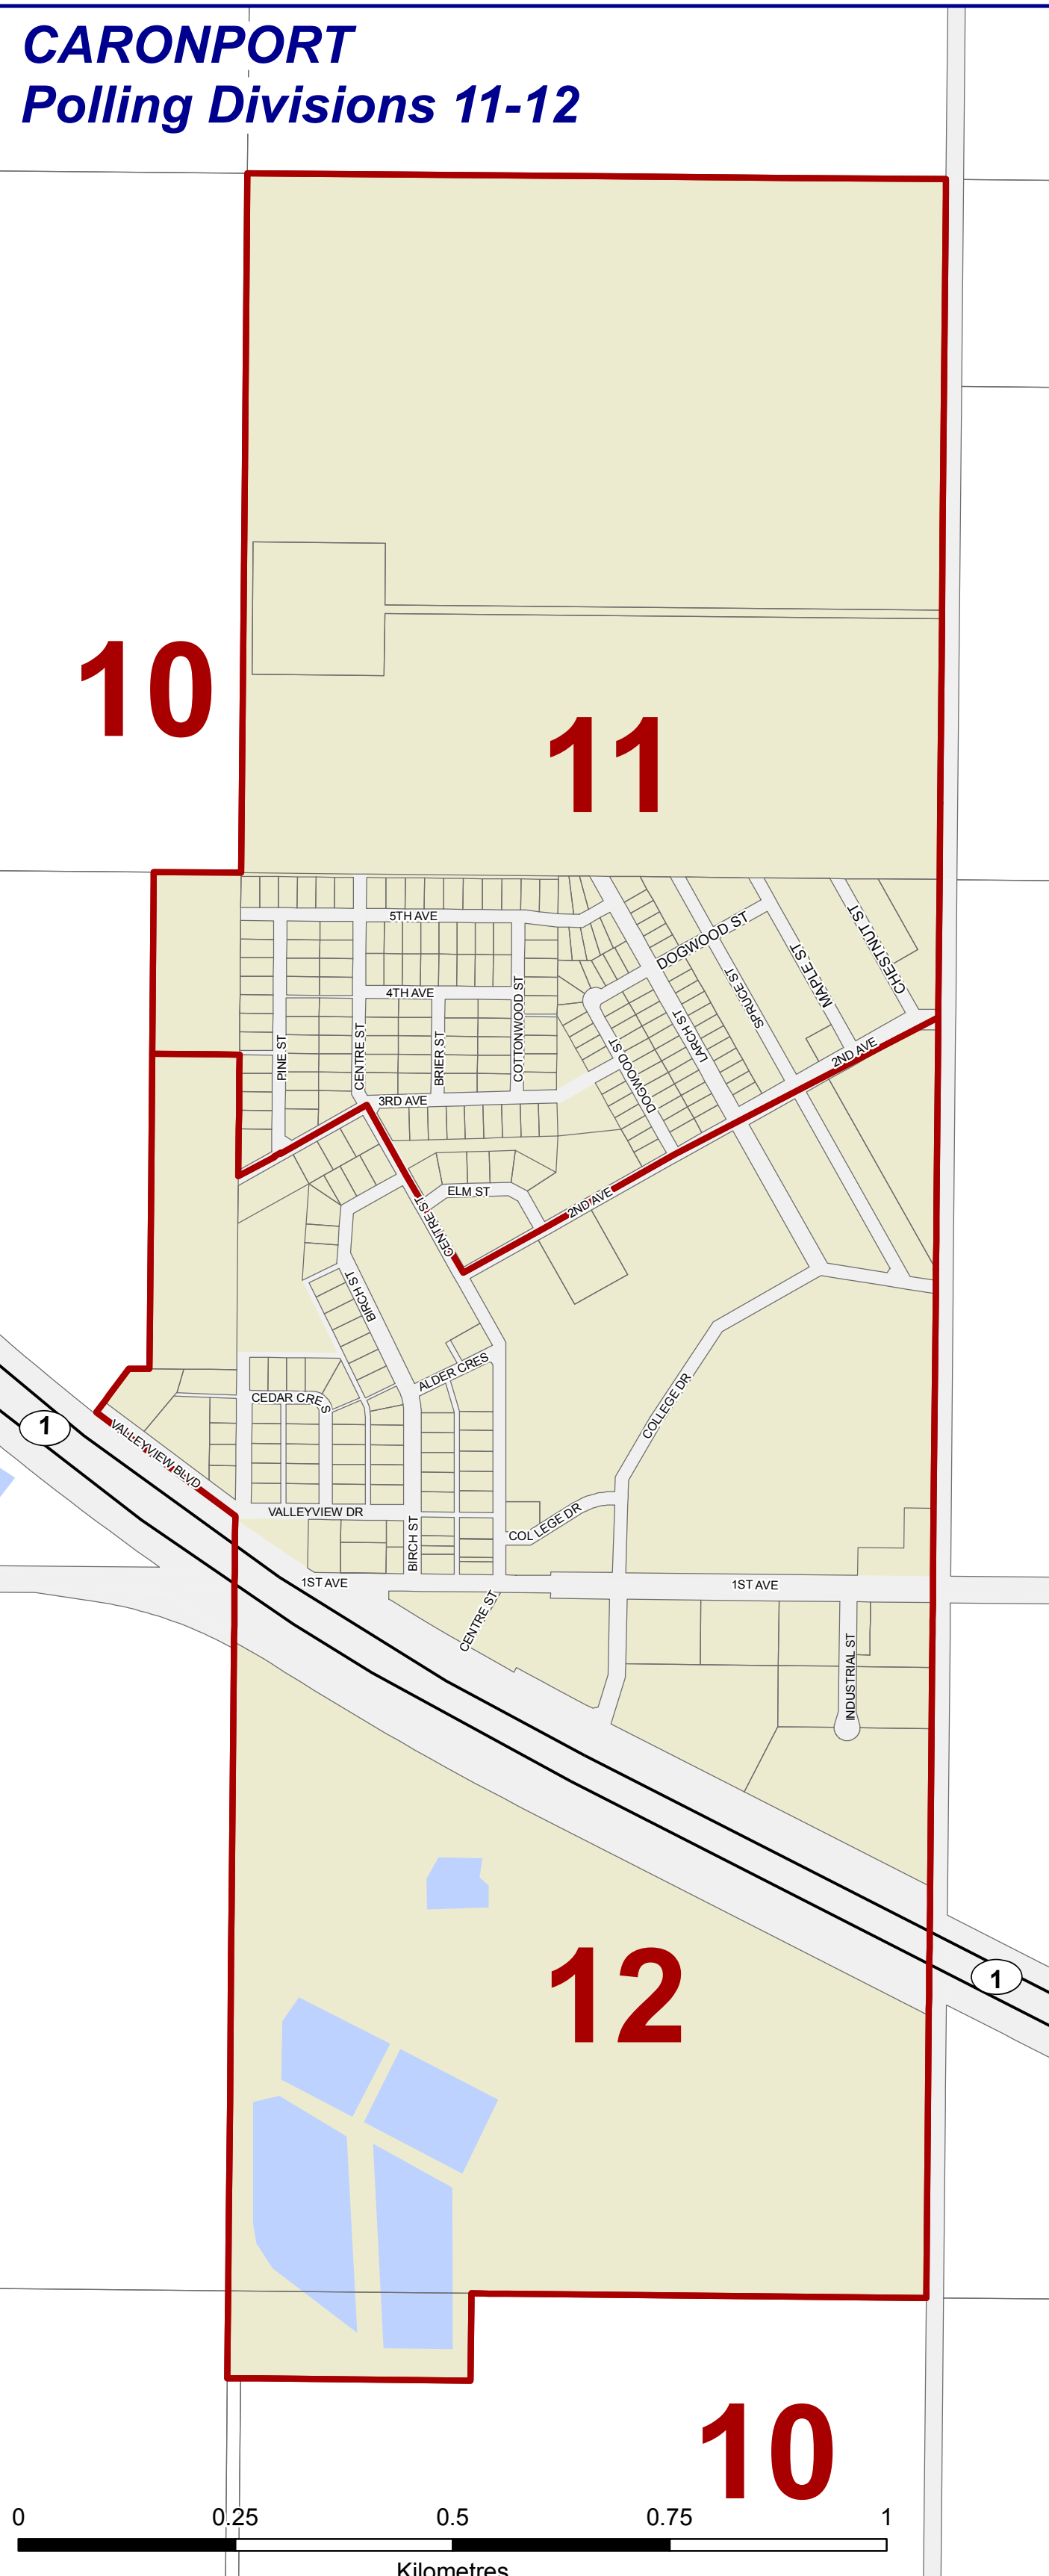 CARONPORT
Polling Divisions 11-12
10
11
5TH AVE
DOGWOOD ST
CHESTNUT ST
MAPLE ST
SPRUCE ST
4TH AVE
COTTONWOOD ST
LARCH ST
PINE ST
CENTRE ST
BRIER ST
DOGWOOD ST
2ND AVE
3RD AVE
ELM ST
2ND AVE
CENTRE ST
BIRCH ST
ALDER CRES
CEDAR CRES
COLLEGE DR
1
VALLEYVIEW BLVD
VALLEYVIEW DR
COLLEGE DR
BIRCH ST
1ST AVE
1ST AVE
CENTRE ST
INDUSTRIAL ST
12
1
10
0 0.25 0.5 0.75 1
Kilometres